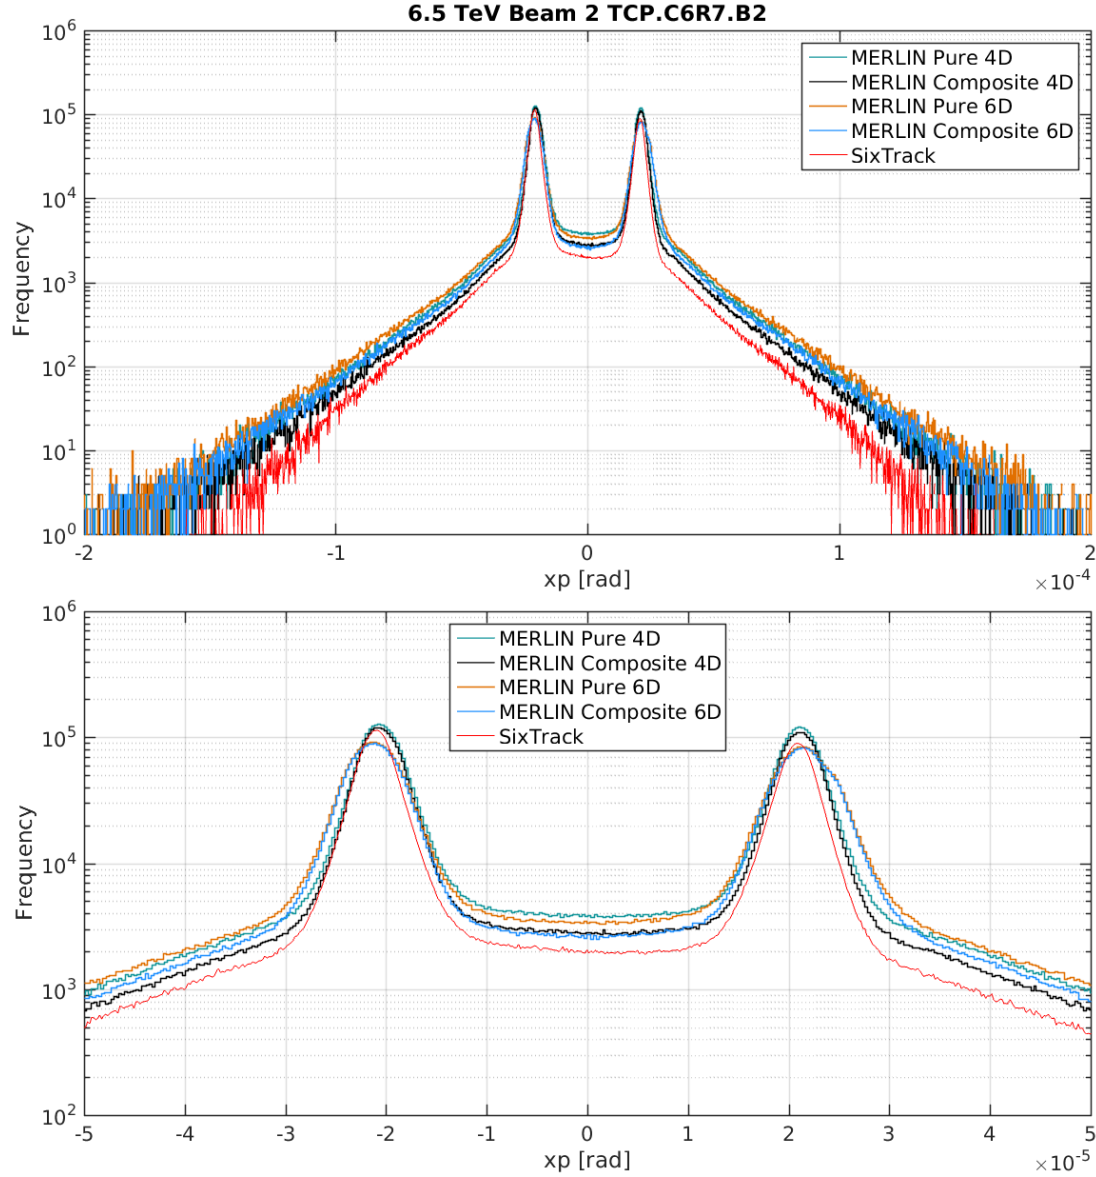 6.5 TeV Beam 2 TCP.C6R7.B2
10^6
10^5
10^4
10^3
10^2
10^1
10^0
Frequency
MERLIN Pure 4D
MERLIN Composite 4D
MERLIN Pure 6D
MERLIN Composite 6D
SixTrack
-2 -1 0 1 2
xp [rad]
×10^-4
10^6
10^5
10^4
10^3
10^2
Frequency
MERLIN Pure 4D
MERLIN Composite 4D
MERLIN Pure 6D
MERLIN Composite 6D
SixTrack
-5 -4 -3 -2 -1 0 1 2 3 4 5
xp [rad]
×10^-5